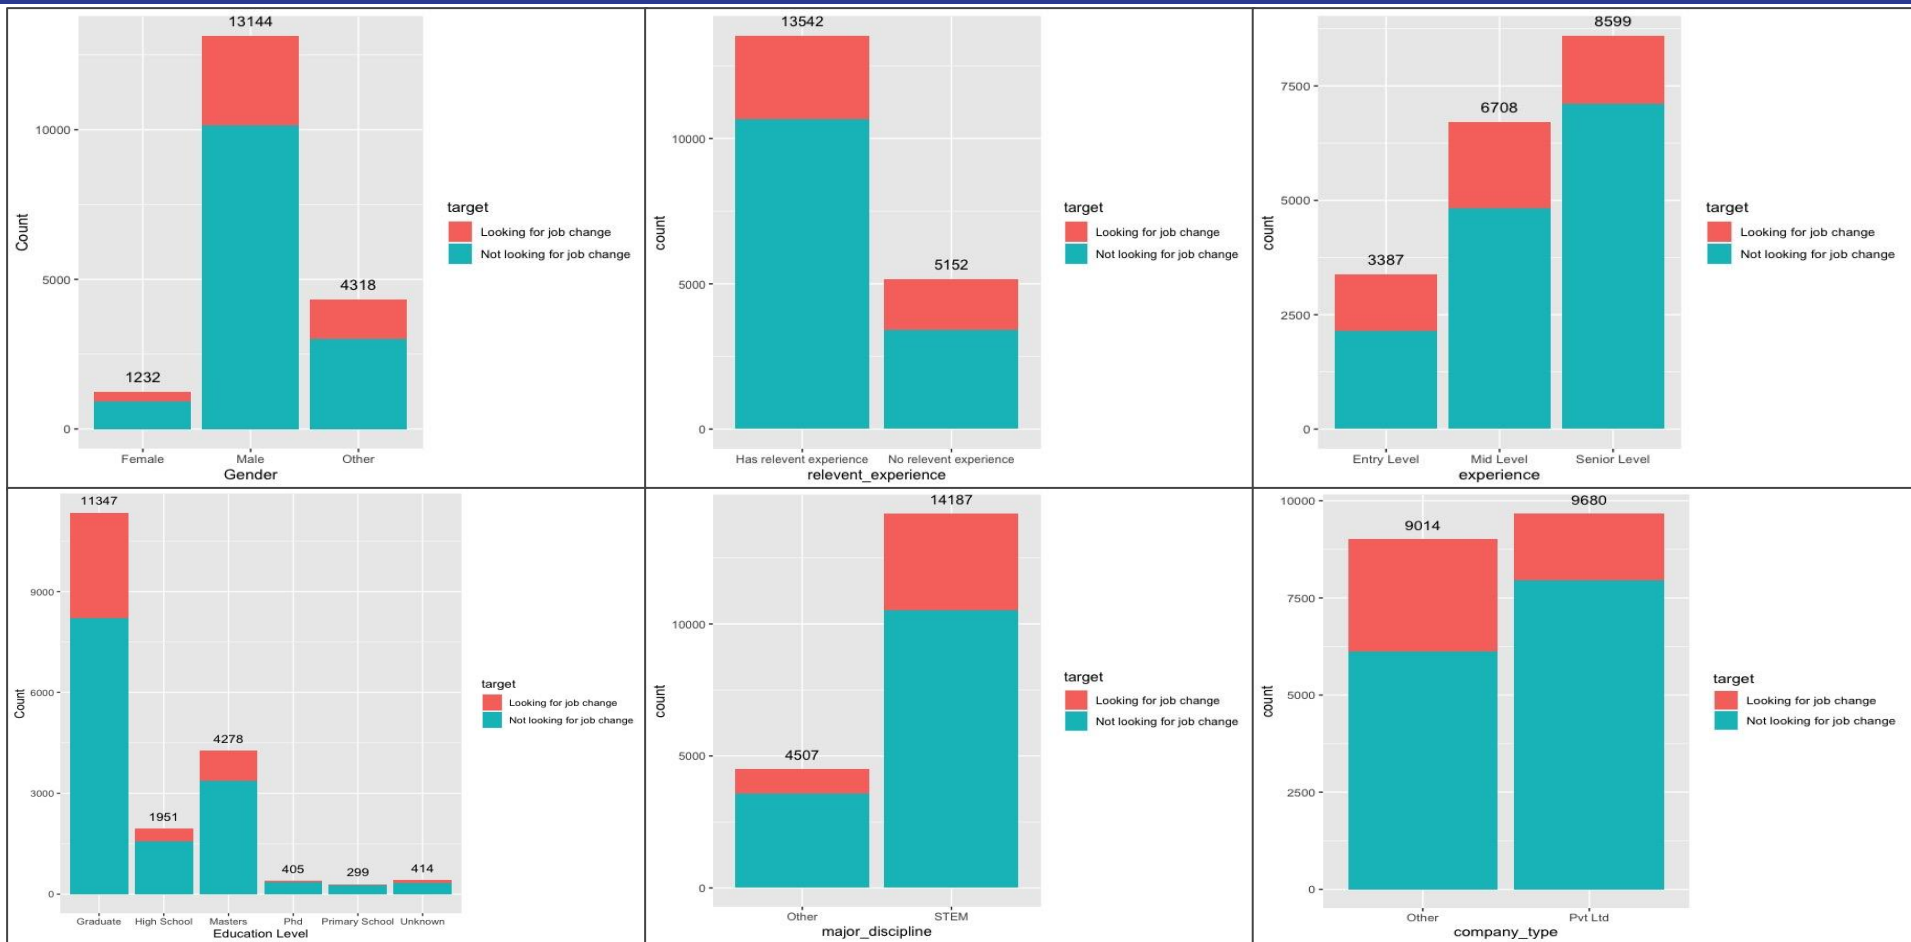 13144
10000
5000
0
Count
1232
4318
Female
Male
Other
Gender
target
Looking for job change
Not looking for job change
13542
10000
5000
0
count
5152
Has relevent experience
No relevent experience
relevent_experience
target
Looking for job change
Not looking for job change
8599
7500
5000
2500
0
count
6708
3387
Entry Level
Mid Level
Senior Level
experience
target
Looking for job change
Not looking for job change
11347
9000
6000
3000
0
Count
1951
4278
405
299
414
Graduate
High School
Masters
Phd
Primary School
Unknown
Education Level
target
Looking for job change
Not looking for job change
14187
10000
5000
0
count
4507
Other
STEM
major_discipline
target
Looking for job change
Not looking for job change
10000
7500
5000
2500
0
count
9014
9680
Other
Pvt Ltd
company_type
target
Looking for job change
Not looking for job change